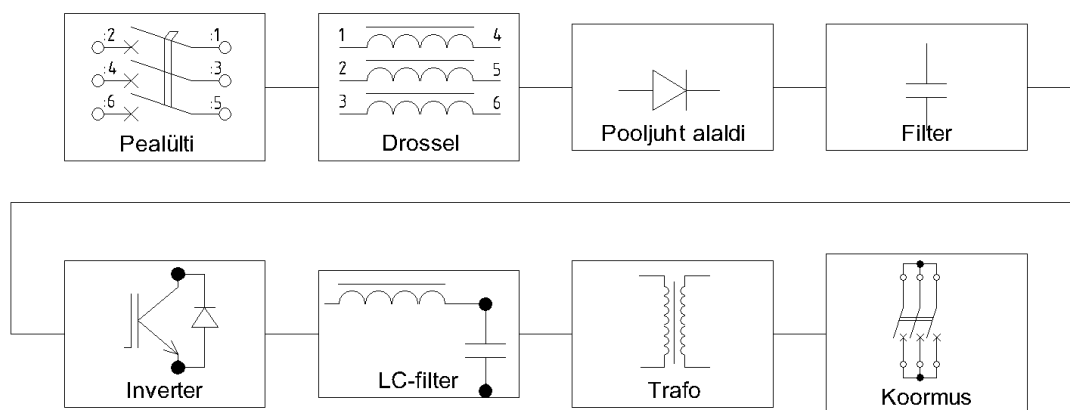 :2 :1
:4 :3
:6 :5
Pealülti
1 4
2 5
3 6
Drossel
Pooljuht alaldi
Filter
Inverter
LC-filter
Trafo
Koormus